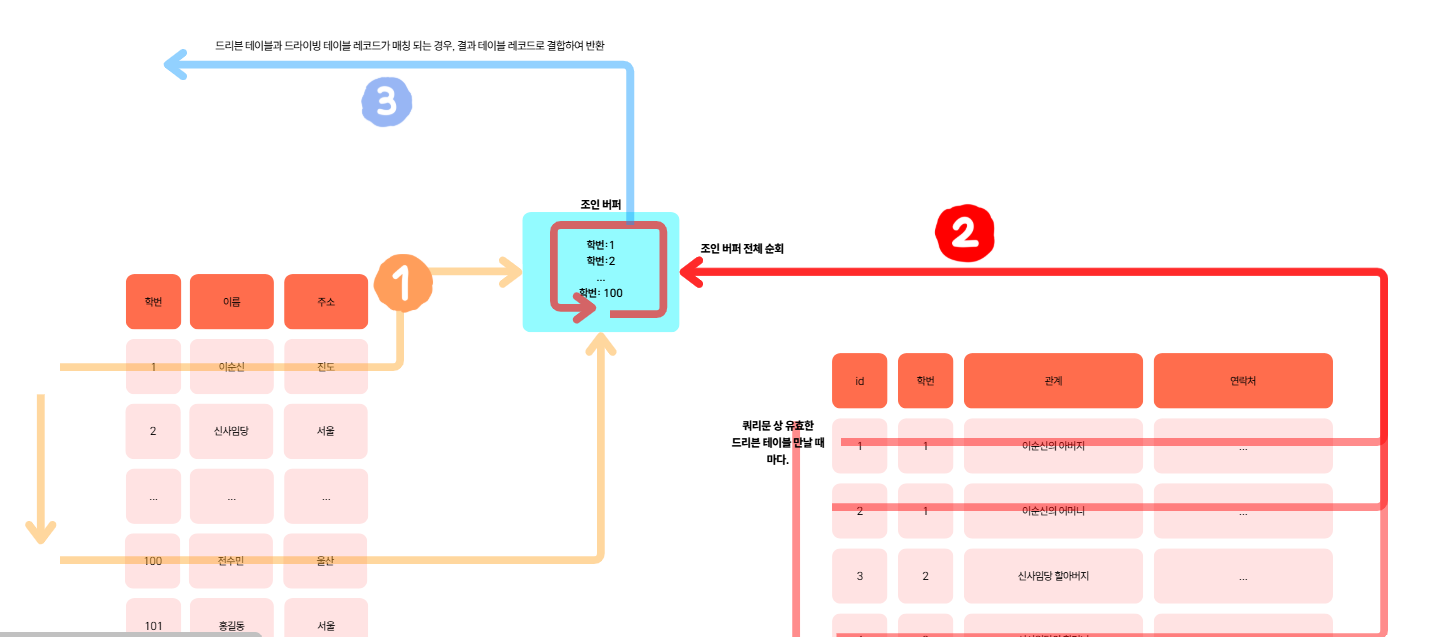 드리븐 테이블과 드라이빙 테이블 레코드가 매칭 되는 경우, 결과 테이블 레코드로 결합하여 반환
3
조인 버퍼
2
조인 버퍼 전체 순회
학번: 1
학번: 2
...
학번: 100
1
학번 이름 주소
1 이순신 진도
2 신사임당 서울
... ... ...
100 전수민 울산
101 홍길동 서울
id 학번 관계 연락처
쿼리문 상 유효한
드리븐 테이블 만날 때
마다.
1 1 이순신의 아버지 ...
2 1 이순신의 어머니 ...
3 2 신사임당 할아버지 ...